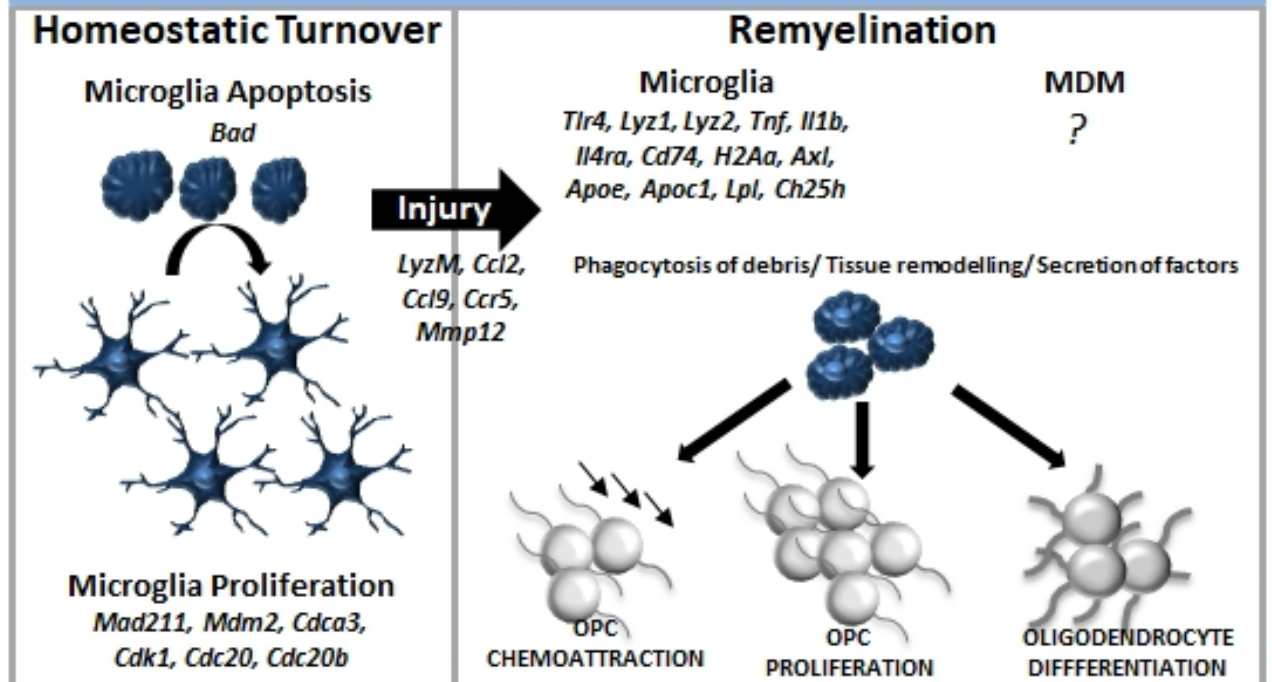 Homeostatic Turnover
Microglia Apoptosis
Bad
Microglia Proliferation
Mad211, Mdm2, Cdca3,
Cdk1, Cdc20, Cdc20b
Injury
LyzM, Ccl2,
Ccl9, Ccr5,
Mmp12
Remyelination
Microglia
Tlr4, Lyz1, Lyz2, Tnf, Il1b,
Il4ra, Cd74, H2Aa, Axl,
Apoe, Apoc1, Lpl, Ch25h
MDM
?
Phagocytosis of debris/ Tissue remodelling/ Secretion of factors
OPC
CHEMOATTRACTION
OPC
PROLIFERATION
OLIGODENDROCYTE
DIFFFERENTIATION